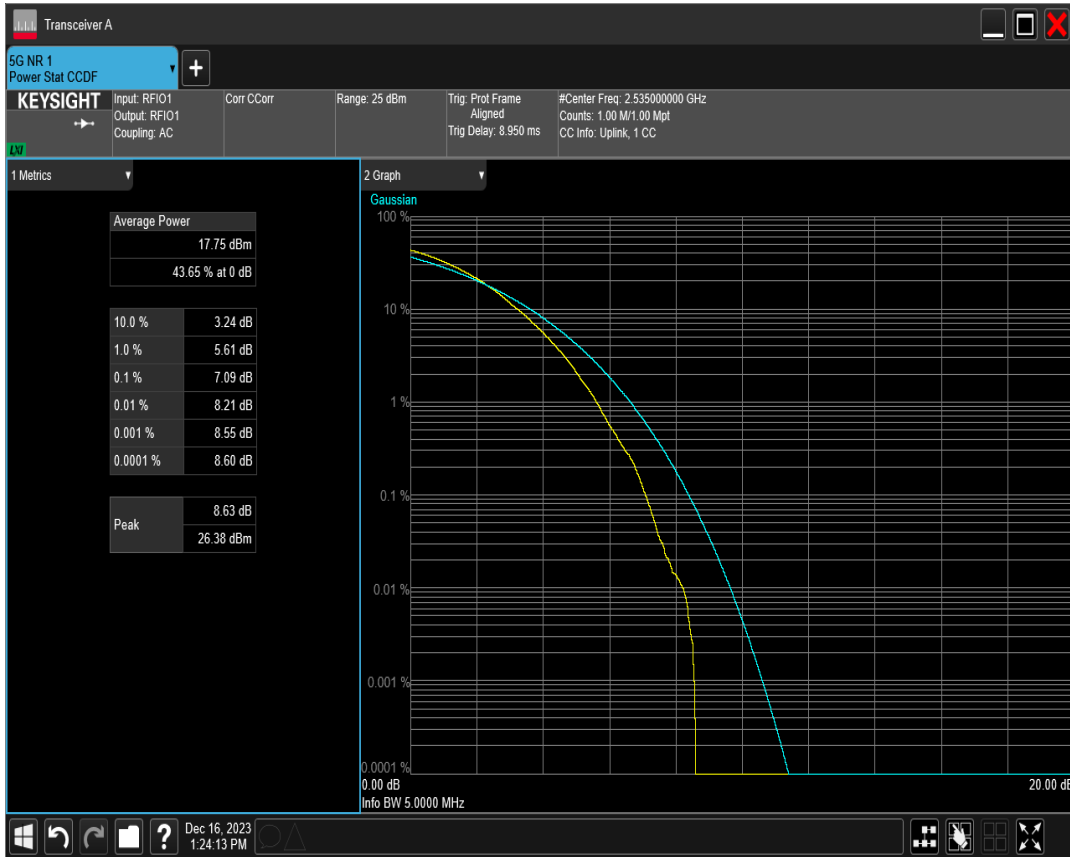 Transceiver A
5G NR 1
Power Stat CCDF
+
KEYSIGHT
LXI
Input: RFIO1
Output: RFIO1
Coupling: AC
Corr CCorr
Range: 25 dBm
Trig: Prot Frame
Aligned
Trig Delay: 8.950 ms
#Center Freq: 2.535000000 GHz
Counts: 1.00 M/1.00 Mpt
CC Info: Uplink, 1 CC
1 Metrics
Average Power
17.75 dBm
43.65 % at 0 dB
10.0 % 3.24 dB
1.0 % 5.61 dB
0.1 % 7.09 dB
0.01 % 8.21 dB
0.001 % 8.55 dB
0.0001 % 8.60 dB
Peak
8.63 dB
26.38 dBm
2 Graph
Gaussian
100 %
10 %
1 %
0.1 %
0.01 %
0.001 %
0.0001 %
0.00 dB 20.00 dB
Info BW 5.0000 MHz
?
Dec 16, 2023
1:24:13 PM